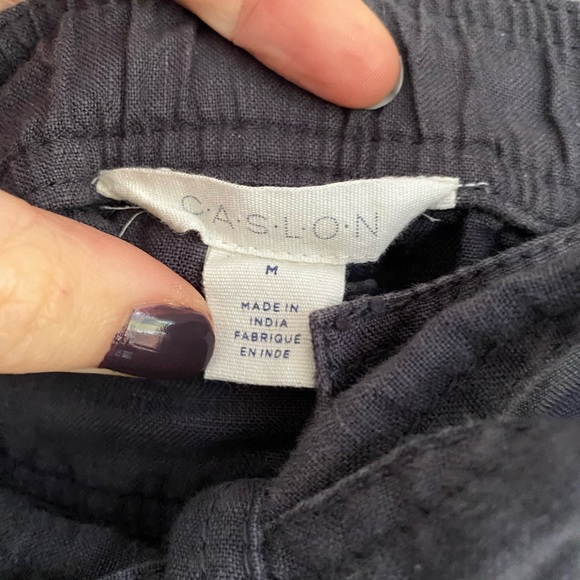 C·A·S·L·O·N
M
MADE IN
INDIA
FABRIQUÉ
EN INDE